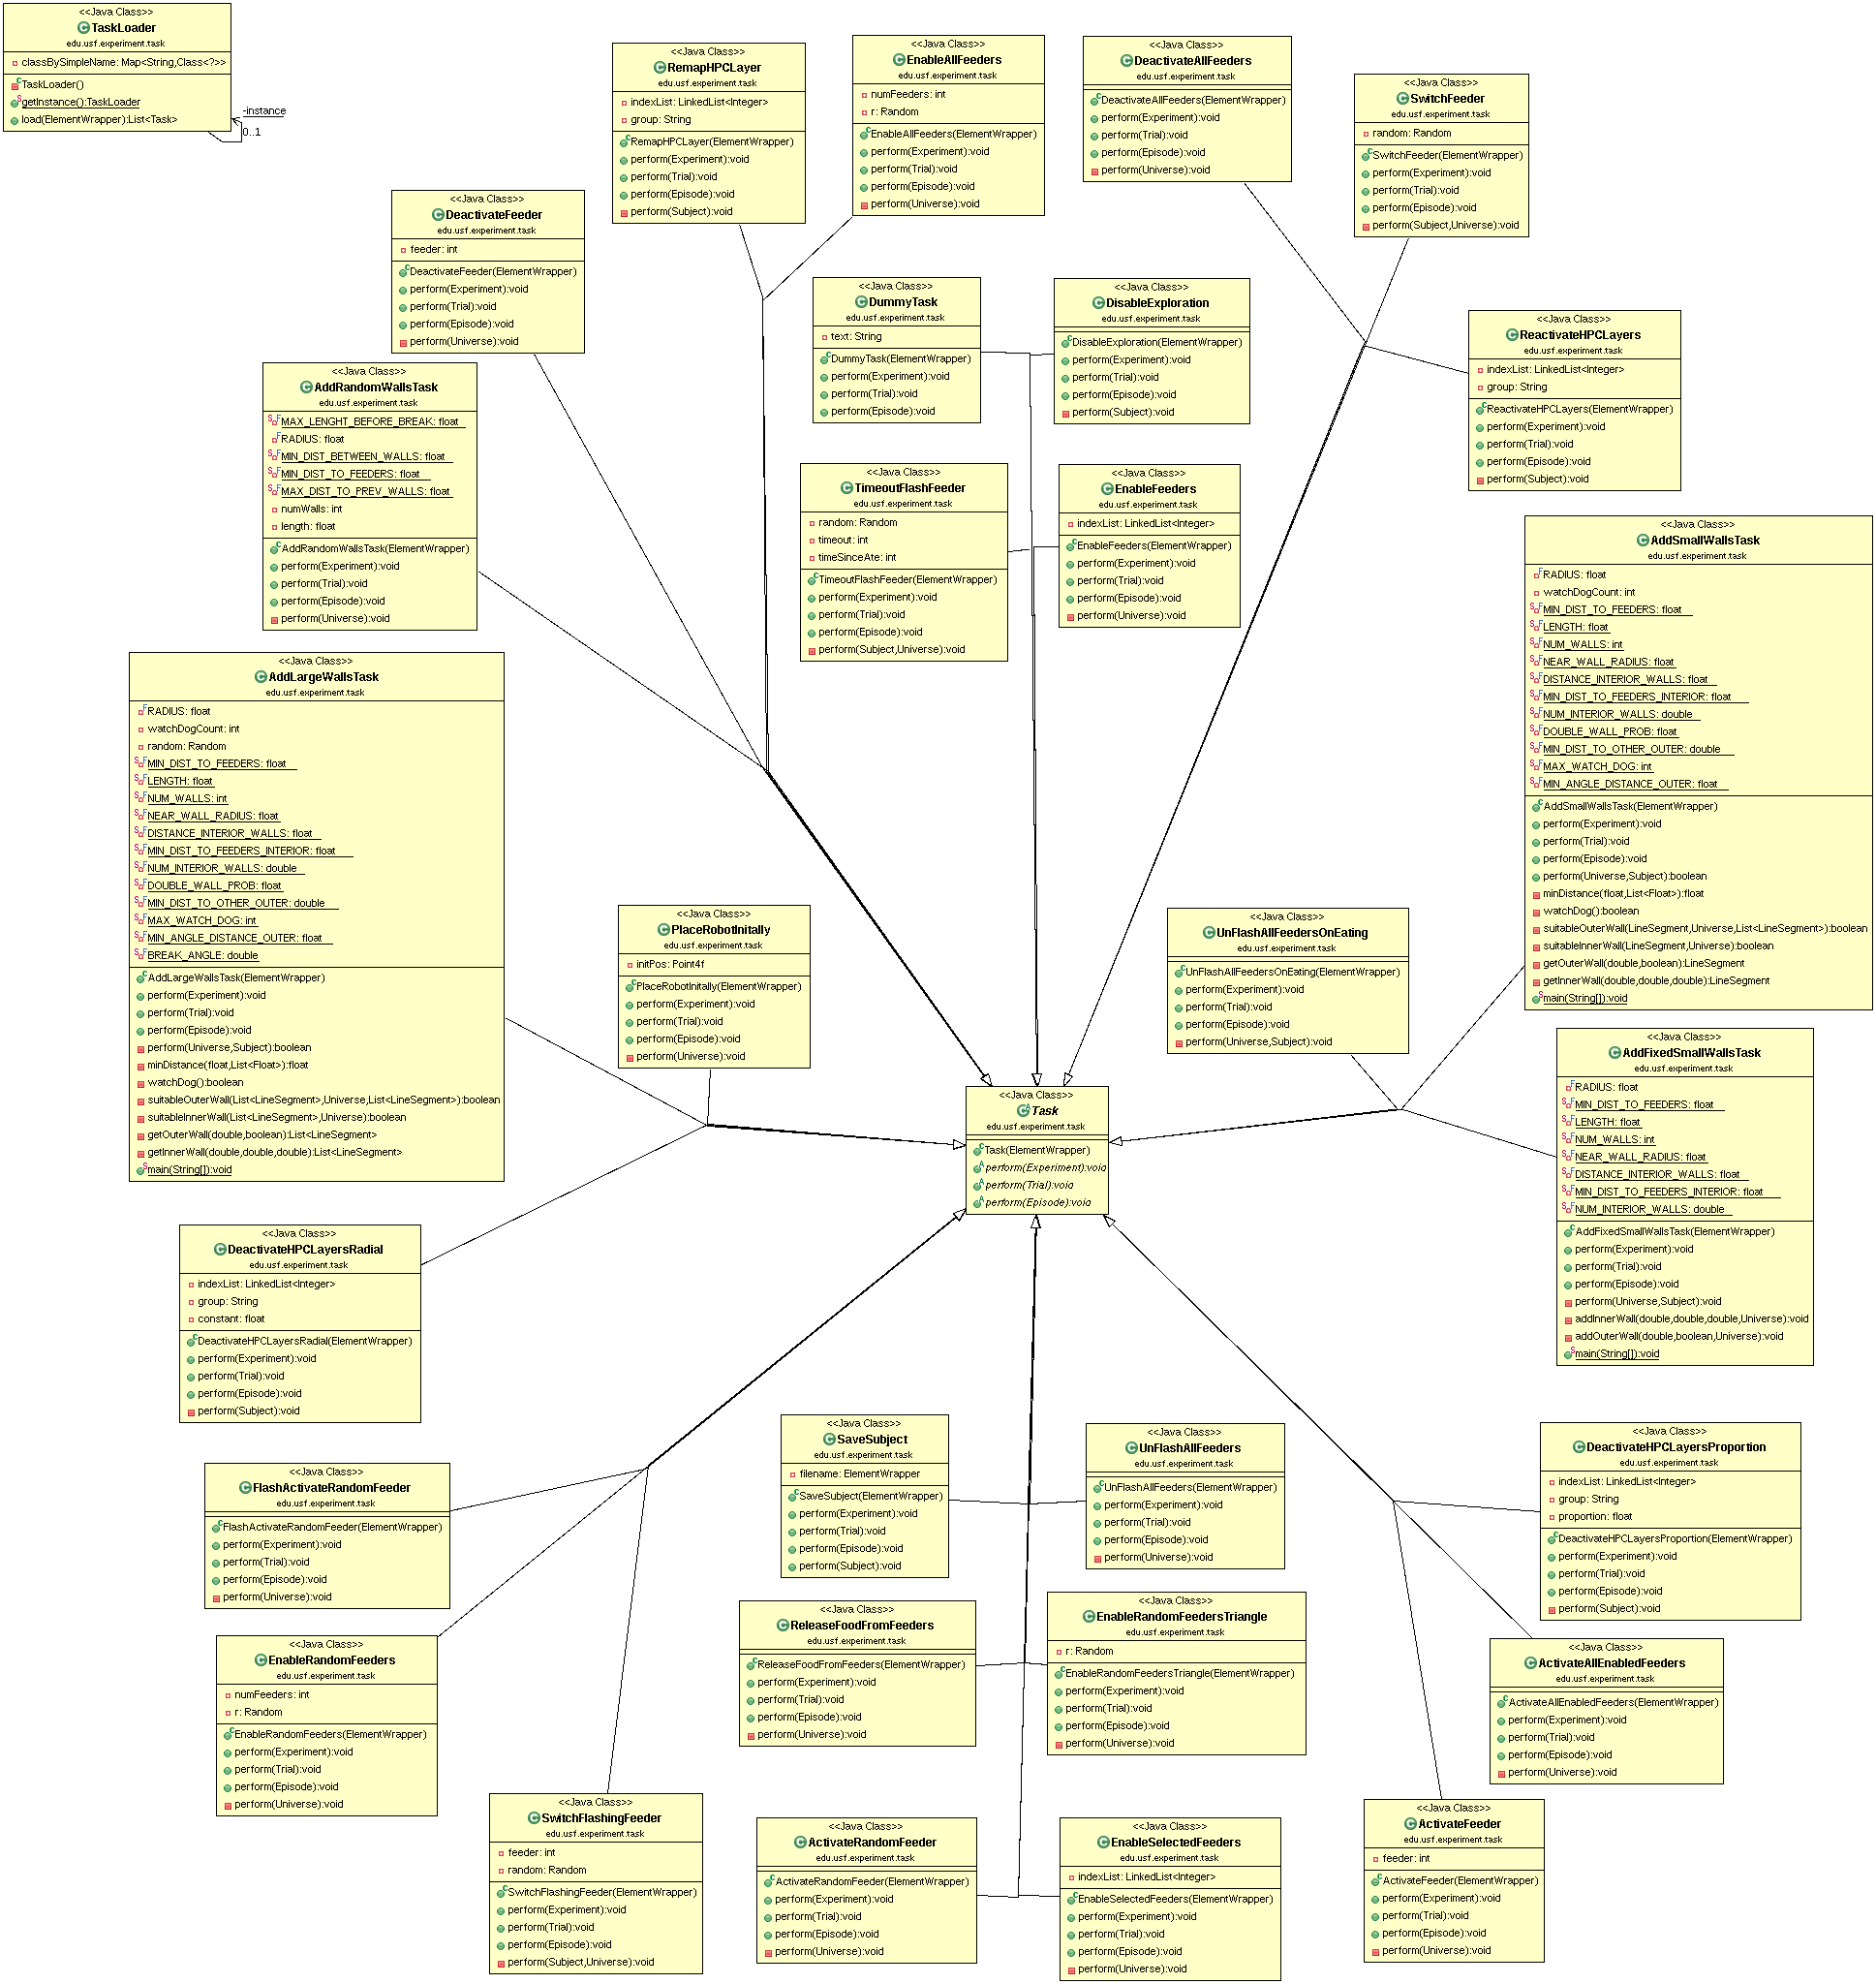 <<Java Class>>
TaskLoader
edu.usf.experiment.task
classBySimpleName: Map<String,Class<?>>
TaskLoader()
getInstance():TaskLoader
load(ElementWrapper):List<Task>
-instance
0..1
<<Java Class>>
RemapHPCLayer
edu.usf.experiment.task
indexList: LinkedList<Integer>
group: String
RemapHPCLayer(ElementWrapper)
perform(Experiment):void
perform(Trial):void
perform(Episode):void
perform(Subject):void
<<Java Class>>
EnableAllFeeders
edu.usf.experiment.task
numFeeders: int
r: Random
EnableAllFeeders(ElementWrapper)
perform(Experiment):void
perform(Trial):void
perform(Episode):void
perform(Universe):void
<<Java Class>>
DeactivateAllFeeders
edu.usf.experiment.task
DeactivateAllFeeders(ElementWrapper)
perform(Experiment):void
perform(Trial):void
perform(Episode):void
perform(Universe):void
<<Java Class>>
SwitchFeeder
edu.usf.experiment.task
random: Random
SwitchFeeder(ElementWrapper)
perform(Experiment):void
perform(Trial):void
perform(Episode):void
perform(Subject,Universe):void
<<Java Class>>
DeactivateFeeder
edu.usf.experiment.task
feeder: int
DeactivateFeeder(ElementWrapper)
perform(Experiment):void
perform(Trial):void
perform(Episode):void
perform(Universe):void
<<Java Class>>
DummyTask
edu.usf.experiment.task
text: String
DummyTask(ElementWrapper)
perform(Experiment):void
perform(Trial):void
perform(Episode):void
<<Java Class>>
DisableExploration
edu.usf.experiment.task
DisableExploration(ElementWrapper)
perform(Experiment):void
perform(Trial):void
perform(Episode):void
perform(Subject):void
<<Java Class>>
ReactivateHPCLayers
edu.usf.experiment.task
indexList: LinkedList<Integer>
group: String
ReactivateHPCLayers(ElementWrapper)
perform(Experiment):void
perform(Trial):void
perform(Episode):void
perform(Subject):void
<<Java Class>>
AddRandomWallsTask
edu.usf.experiment.task
MAX_LENGHT_BEFORE_BREAK: float
RADIUS: float
MIN_DIST_BETWEEN_WALLS: float
MIN_DIST_TO_FEEDERS: float
MAX_DIST_TO_PREV_WALLS: float
numWalls: int
length: float
AddRandomWallsTask(ElementWrapper)
perform(Experiment):void
perform(Trial):void
perform(Episode):void
perform(Universe):void
<<Java Class>>
TimeoutFlashFeeder
edu.usf.experiment.task
random: Random
timeout: int
timeSinceAte: int
TimeoutFlashFeeder(ElementWrapper)
perform(Experiment):void
perform(Trial):void
perform(Episode):void
perform(Subject,Universe):void
<<Java Class>>
EnableFeeders
edu.usf.experiment.task
indexList: LinkedList<Integer>
EnableFeeders(ElementWrapper)
perform(Experiment):void
perform(Trial):void
perform(Episode):void
perform(Universe):void
<<Java Class>>
AddSmallWallsTask
edu.usf.experiment.task
RADIUS: float
watchDogCount: int
MIN_DIST_TO_FEEDERS: float
LENGTH: float
NUM_WALLS: int
NEAR_WALL_RADIUS: float
DISTANCE_INTERIOR_WALLS: float
MIN_DIST_TO_FEEDERS_INTERIOR: float
NUM_INTERIOR_WALLS: double
DOUBLE_WALL_PROB: float
MIN_DIST_TO_OTHER_OUTER: double
MAX_WATCH_DOG: int
MIN_ANGLE_DISTANCE_OUTER: float
AddSmallWallsTask(ElementWrapper)
perform(Experiment):void
perform(Trial):void
perform(Episode):void
perform(Universe,Subject):boolean
minDistance(float,List<Float>):float
watchDog():boolean
suitableOuterWall(LineSegment,Universe,List<LineSegment>):boolean
suitableInnerWall(LineSegment,Universe):boolean
getOuterWall(double,boolean):LineSegment
getInnerWall(double,double,double):LineSegment
main(String[]):void
<<Java Class>>
AddLargeWallsTask
edu.usf.experiment.task
RADIUS: float
watchDogCount: int
random: Random
MIN_DIST_TO_FEEDERS: float
LENGTH: float
NUM_WALLS: int
NEAR_WALL_RADIUS: float
DISTANCE_INTERIOR_WALLS: float
MIN_DIST_TO_FEEDERS_INTERIOR: float
NUM_INTERIOR_WALLS: double
DOUBLE_WALL_PROB: float
MIN_DIST_TO_OTHER_OUTER: double
MAX_WATCH_DOG: int
MIN_ANGLE_DISTANCE_OUTER: float
BREAK_ANGLE: double
AddLargeWallsTask(ElementWrapper)
perform(Experiment):void
perform(Trial):void
perform(Episode):void
perform(Universe,Subject):boolean
minDistance(float,List<Float>):float
watchDog():boolean
suitableOuterWall(List<LineSegment>,Universe,List<LineSegment>):boolean
suitableInnerWall(List<LineSegment>,Universe):boolean
getOuterWall(double,boolean):List<LineSegment>
getInnerWall(double,double,double):List<LineSegment>
main(String[]):void
<<Java Class>>
PlaceRobotInitally
edu.usf.experiment.task
initPos: Point4f
PlaceRobotInitally(ElementWrapper)
perform(Experiment):void
perform(Trial):void
perform(Episode):void
perform(Universe):void
<<Java Class>>
UnFlashAllFeedersOnEating
edu.usf.experiment.task
UnFlashAllFeedersOnEating(ElementWrapper)
perform(Experiment):void
perform(Trial):void
perform(Episode):void
perform(Universe,Subject):void
<<Java Class>>
Task
edu.usf.experiment.task
Task(ElementWrapper)
perform(Experiment):void
perform(Trial):void
perform(Episode):void
<<Java Class>>
AddFixedSmallWallsTask
edu.usf.experiment.task
RADIUS: float
MIN_DIST_TO_FEEDERS: float
LENGTH: float
NUM_WALLS: int
NEAR_WALL_RADIUS: float
DISTANCE_INTERIOR_WALLS: float
MIN_DIST_TO_FEEDERS_INTERIOR: float
NUM_INTERIOR_WALLS: double
AddFixedSmallWallsTask(ElementWrapper)
perform(Experiment):void
perform(Trial):void
perform(Episode):void
perform(Universe,Subject):void
addInnerWall(double,double,double,Universe):void
addOuterWall(double,boolean,Universe):void
main(String[]):void
<<Java Class>>
DeactivateHPCLayersRadial
edu.usf.experiment.task
indexList: LinkedList<Integer>
group: String
constant: float
DeactivateHPCLayersRadial(ElementWrapper)
perform(Experiment):void
perform(Trial):void
perform(Episode):void
perform(Subject):void
<<Java Class>>
FlashActivateRandomFeeder
edu.usf.experiment.task
FlashActivateRandomFeeder(ElementWrapper)
perform(Experiment):void
perform(Trial):void
perform(Episode):void
perform(Universe):void
<<Java Class>>
SaveSubject
edu.usf.experiment.task
filename: ElementWrapper
SaveSubject(ElementWrapper)
perform(Experiment):void
perform(Trial):void
perform(Episode):void
perform(Subject):void
<<Java Class>>
UnFlashAllFeeders
edu.usf.experiment.task
UnFlashAllFeeders(ElementWrapper)
perform(Experiment):void
perform(Trial):void
perform(Episode):void
perform(Universe):void
<<Java Class>>
DeactivateHPCLayersProportion
edu.usf.experiment.task
indexList: LinkedList<Integer>
group: String
proportion: float
DeactivateHPCLayersProportion(ElementWrapper)
perform(Experiment):void
perform(Trial):void
perform(Episode):void
perform(Subject):void
<<Java Class>>
EnableRandomFeeders
edu.usf.experiment.task
numFeeders: int
r: Random
EnableRandomFeeders(ElementWrapper)
perform(Experiment):void
perform(Trial):void
perform(Episode):void
perform(Universe):void
<<Java Class>>
ReleaseFoodFromFeeders
edu.usf.experiment.task
ReleaseFoodFromFeeders(ElementWrapper)
perform(Experiment):void
perform(Trial):void
perform(Episode):void
perform(Universe):void
<<Java Class>>
EnableRandomFeedersTriangle
edu.usf.experiment.task
r: Random
EnableRandomFeedersTriangle(ElementWrapper)
perform(Experiment):void
perform(Trial):void
perform(Episode):void
perform(Universe):void
<<Java Class>>
ActivateAllEnabledFeeders
edu.usf.experiment.task
ActivateAllEnabledFeeders(ElementWrapper)
perform(Experiment):void
perform(Trial):void
perform(Episode):void
perform(Universe):void
<<Java Class>>
SwitchFlashingFeeder
edu.usf.experiment.task
feeder: int
random: Random
SwitchFlashingFeeder(ElementWrapper)
perform(Experiment):void
perform(Trial):void
perform(Episode):void
perform(Subject,Universe):void
<<Java Class>>
ActivateRandomFeeder
edu.usf.experiment.task
ActivateRandomFeeder(ElementWrapper)
perform(Experiment):void
perform(Trial):void
perform(Episode):void
perform(Universe):void
<<Java Class>>
EnableSelectedFeeders
edu.usf.experiment.task
indexList: LinkedList<Integer>
EnableSelectedFeeders(ElementWrapper)
perform(Experiment):void
perform(Trial):void
perform(Episode):void
perform(Universe):void
<<Java Class>>
ActivateFeeder
edu.usf.experiment.task
feeder: int
ActivateFeeder(ElementWrapper)
perform(Experiment):void
perform(Trial):void
perform(Episode):void
perform(Universe):void